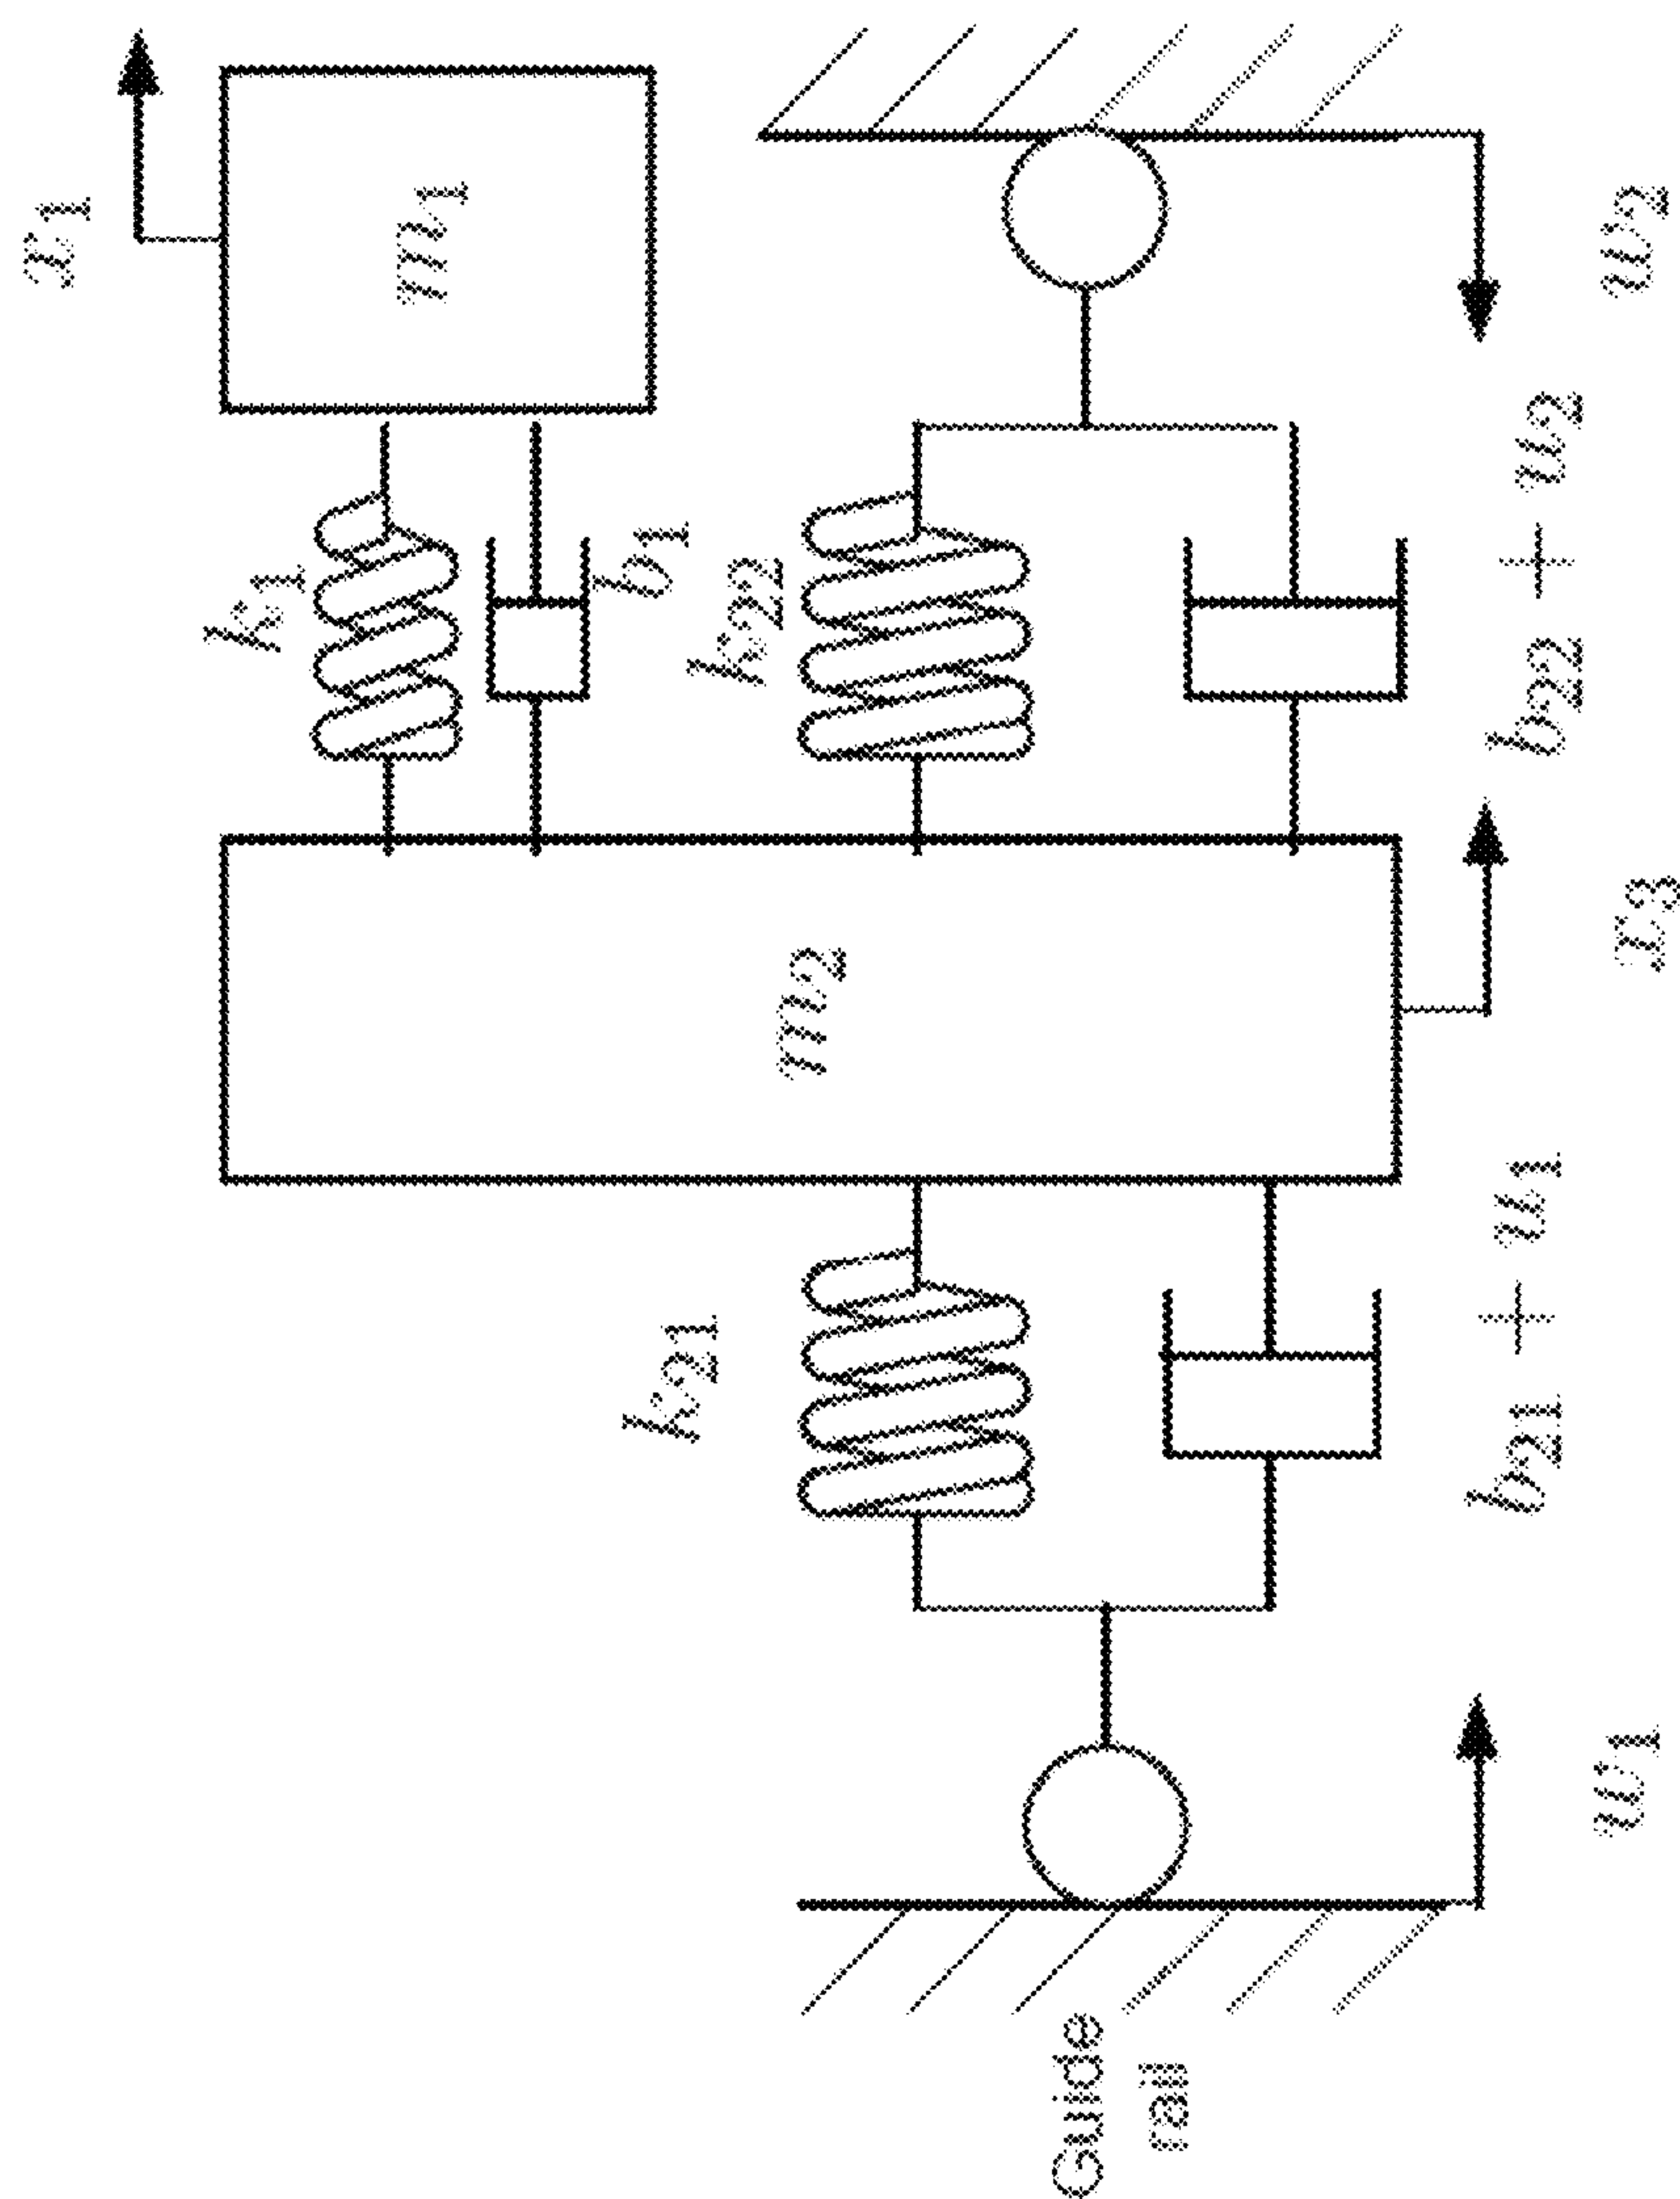 x1
m1
k1
b1
k22
b22 + u2
w2
m2
x3
k21
b21 + u1
w1
Guide
rail